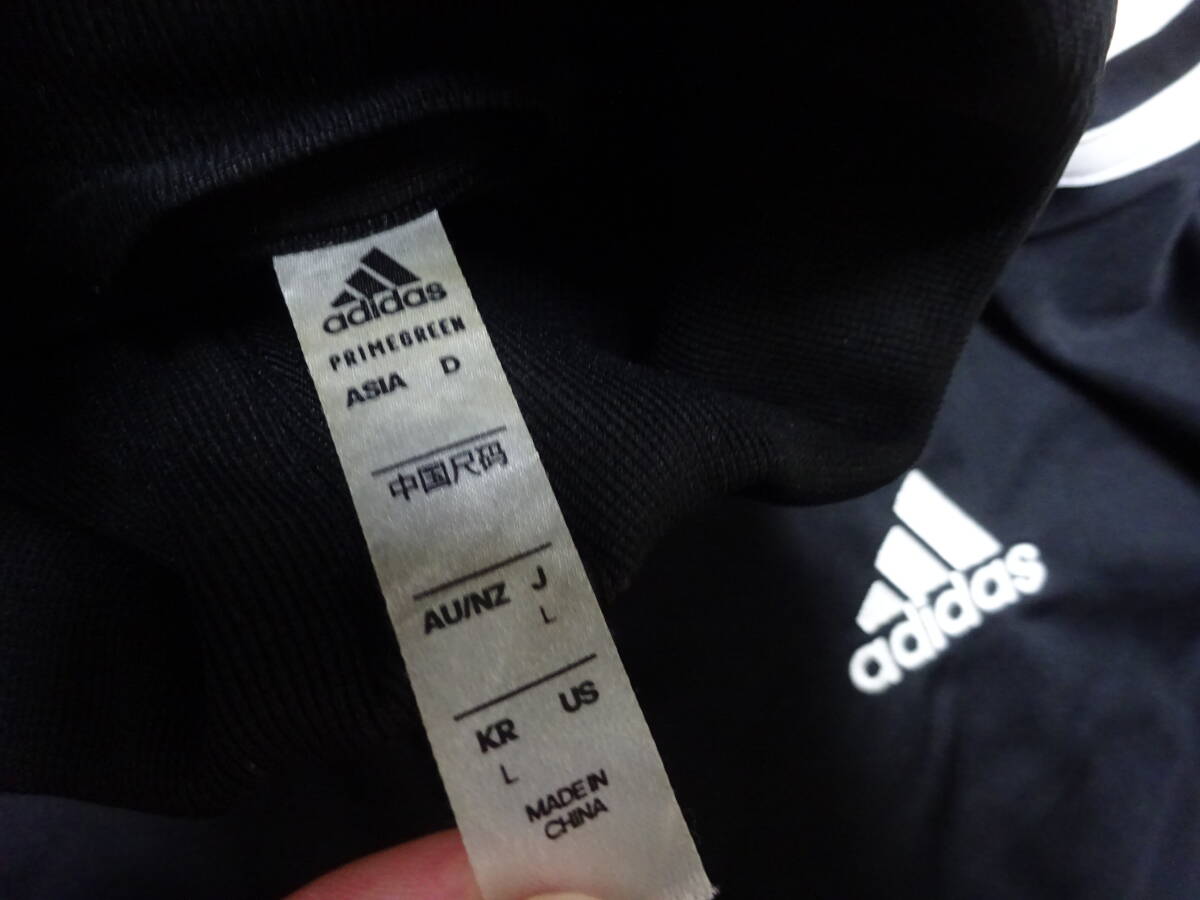 adidas
PRIMEGREEN
ASIA D
中国尺码
AU/NZ J
L
KR US
L
MADE IN
CHINA
adidas